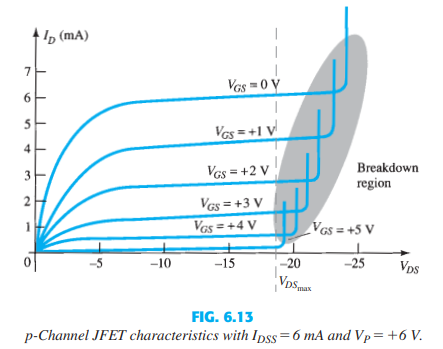 I_D (mA)
7
6
5
4
3
2
1
0
V_GS = 0 V
V_GS = +1 V
V_GS = +2 V
V_GS = +3 V
V_GS = +4 V
V_GS = +5 V
Breakdown
region
–5
–10
–15
–20
–25
V_DS
V_DS_max
FIG. 6.13
p-Channel JFET characteristics with I_DSS = 6 mA and V_P = +6 V.